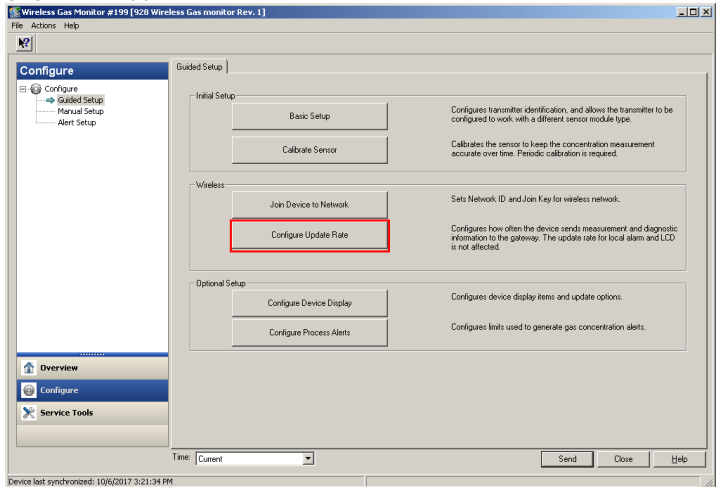 Wireless Gas Monitor #199 [928 Wireless Gas monitor Rev. 1]
File Actions Help
Configure
Configure
Guided Setup
Manual Setup
Alert Setup
Overview
Configure
Service Tools
Guided Setup
Initial Setup
Basic Setup
Configures transmitter identification, and allows the transmitter to be
configured to work with a different sensor module type.
Calibrate Sensor
Calibrates the sensor to keep the concentration measurement
accurate over time. Periodic calibration is required.
Wireless
Join Device to Network
Sets Network ID and Join Key for wireless network.
Configure Update Rate
Configures how often the device sends measurement and diagnostic
information to the gateway. The update rate for local alarm and LCD
is not affected.
Optional Setup
Configure Device Display
Configures device display items and update options.
Configure Process Alerts
Configures limits used to generate gas concentration alerts.
Time: Current
Send Close Help
Device last synchronized: 10/6/2017 3:21:34 PM